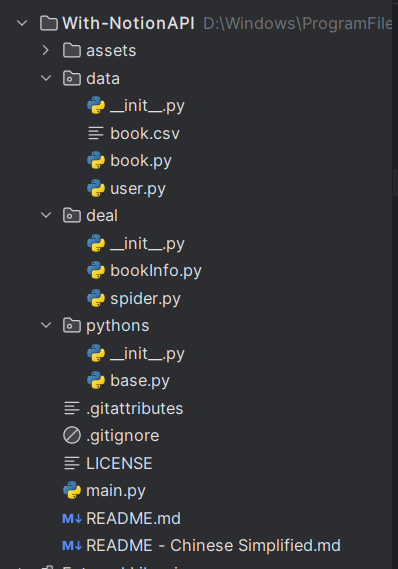 With-NotionAPI D:\Windows\ProgramFile
assets
data
__init__.py
book.csv
book.py
user.py
deal
__init__.py
bookInfo.py
spider.py
pythons
__init__.py
base.py
.gitattributes
.gitignore
LICENSE
main.py
M↓ README.md
M↓ README - Chinese Simplified.md